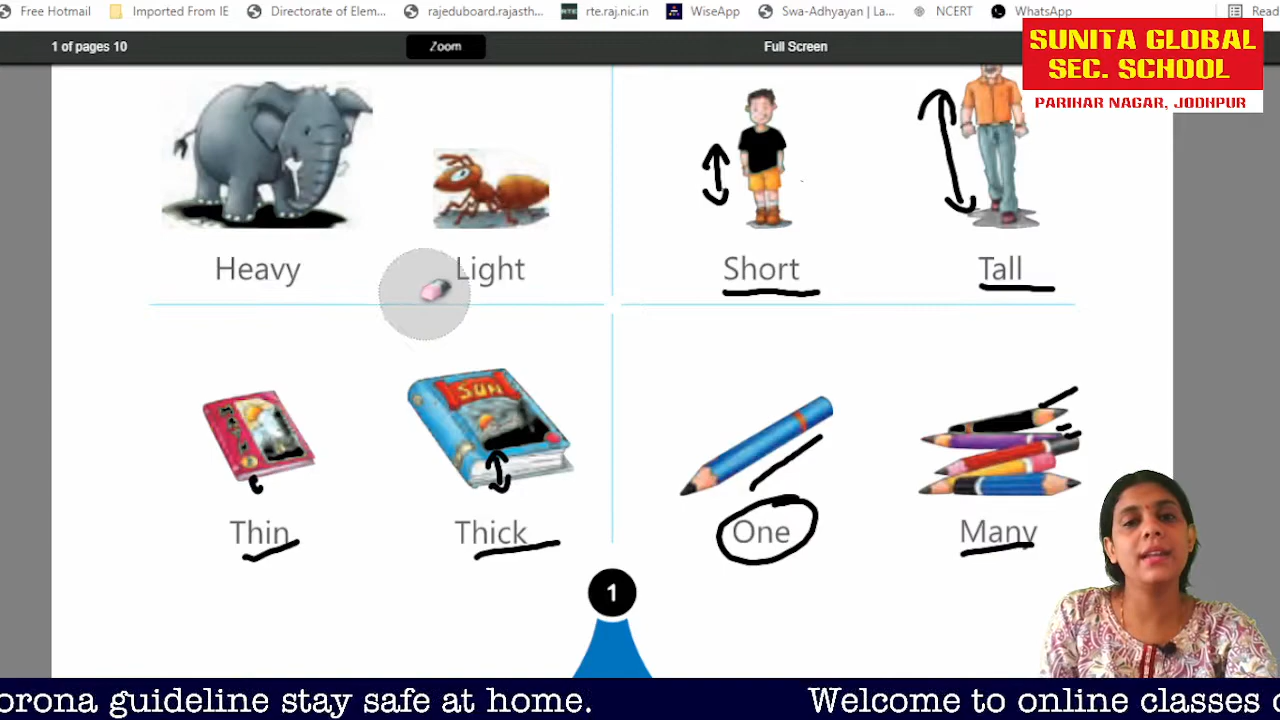 Free Hotmail Imported From IE Directorate of Elem... rajeduboard.rajasth... rte.raj.nic.in WiseApp Swa-Adhyayan | La... NCERT WhatsApp Read
1 of pages 10 Zoom Full Screen
SUNITA GLOBAL
SEC. SCHOOL
PARIHAR NAGAR, JODHPUR
Heavy Light Short Tall
SUN
Thin Thick One Many
1
orona guideline stay safe at home. Welcome to online classes